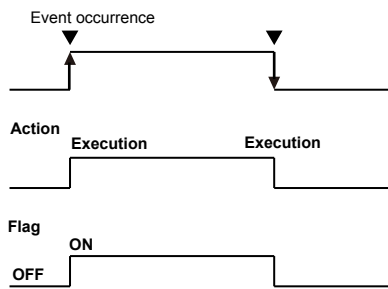 Event occurrence
Action
Execution Execution
Flag
ON
OFF